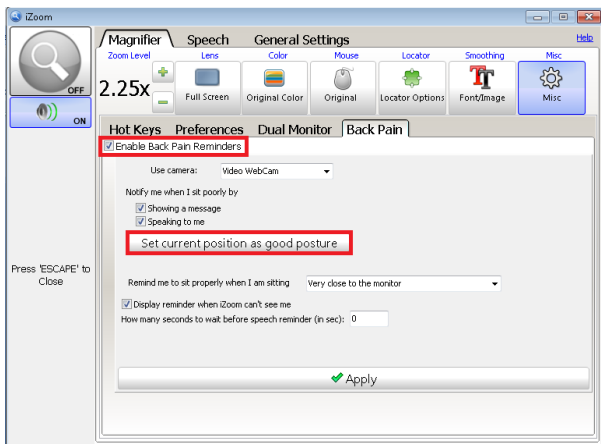 iZoom
Magnifier Speech General Settings Help
Zoom Level Lens Color Mouse Locator Smoothing Misc
2.25x Full Screen Original Color Original Locator Options Font/Image Misc
OFF
ON
Hot Keys Preferences Dual Monitor Back Pain
Enable Back Pain Reminders
Use camera: Video WebCam
Notify me when I sit poorly by
Showing a message
Speaking to me
Set current position as good posture
Press 'ESCAPE' to
Close
Remind me to sit properly when I am sitting Very close to the monitor
Display reminder when iZoom can't see me
How many seconds to wait before speech reminder (in sec): 0
Apply